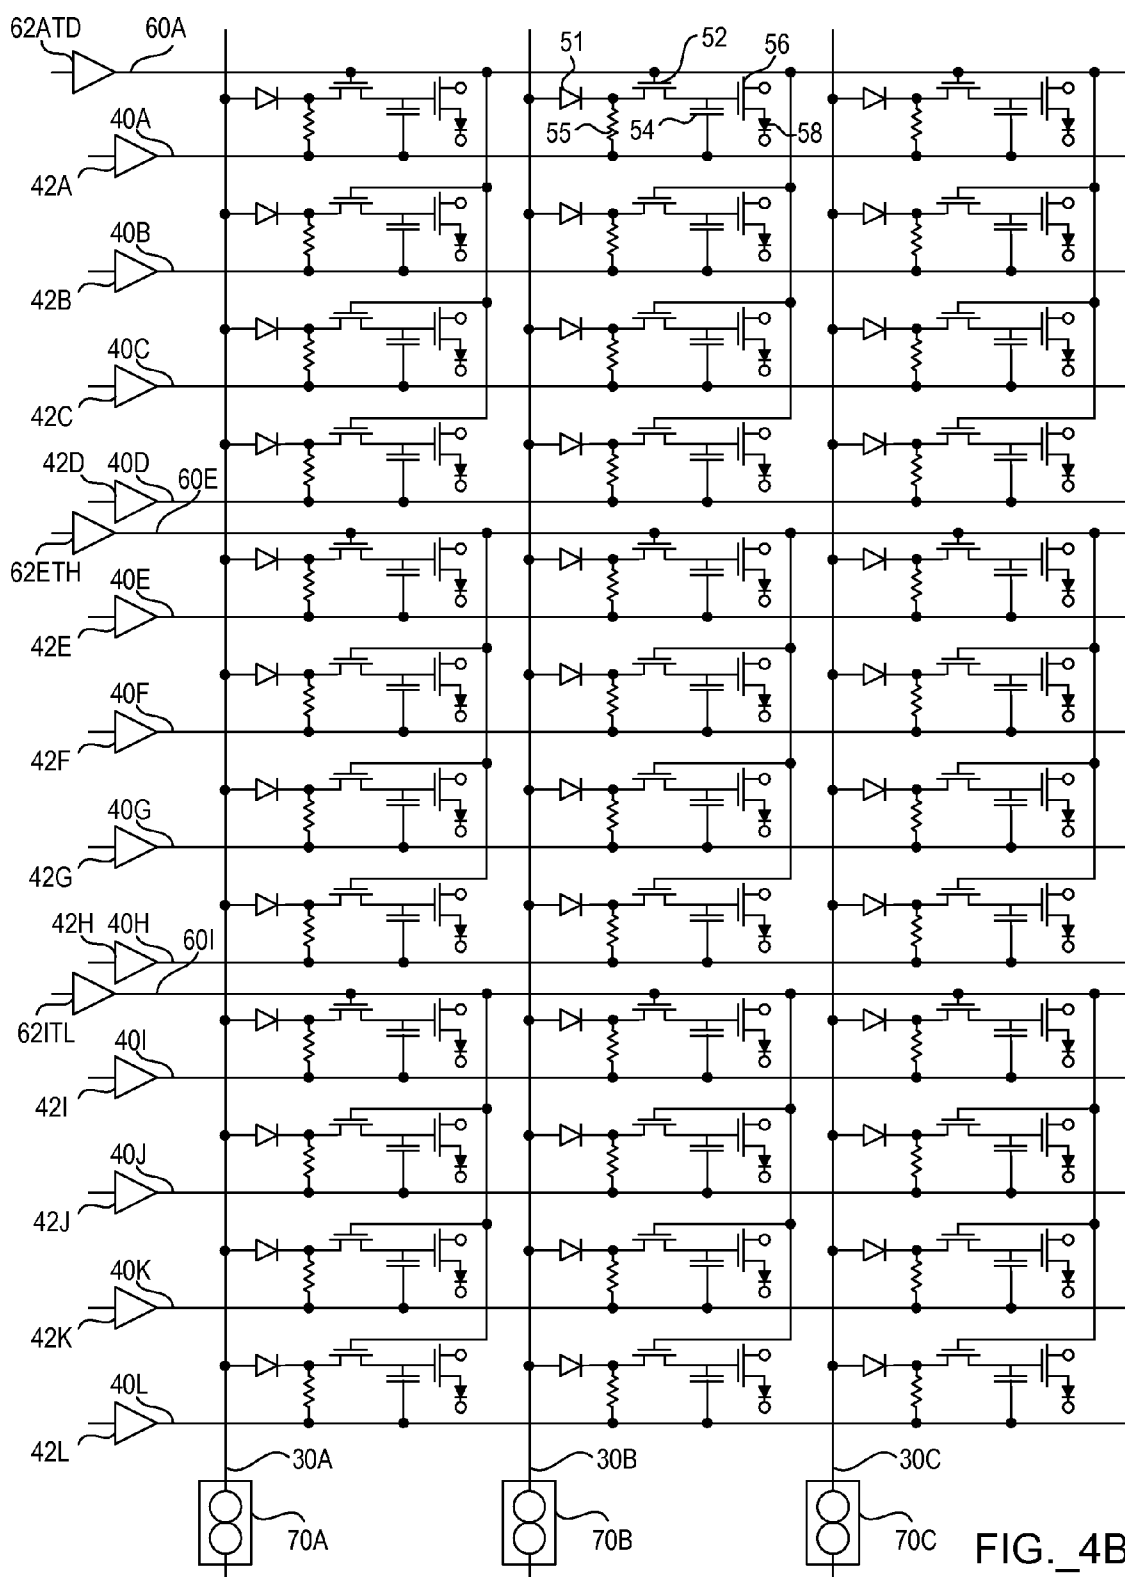 62ATD 60A 51 52 56
40A 55 54 58
42A
40B
42B
40C
42C
42D 40D 60E
62ETH 40E
42E
40F
42F
40G
42G
42H 40H 60I
62ITL 40I
42I
40J
42J
40K
42K
40L
42L
30A 30B 30C
70A 70B 70C
FIG._4B